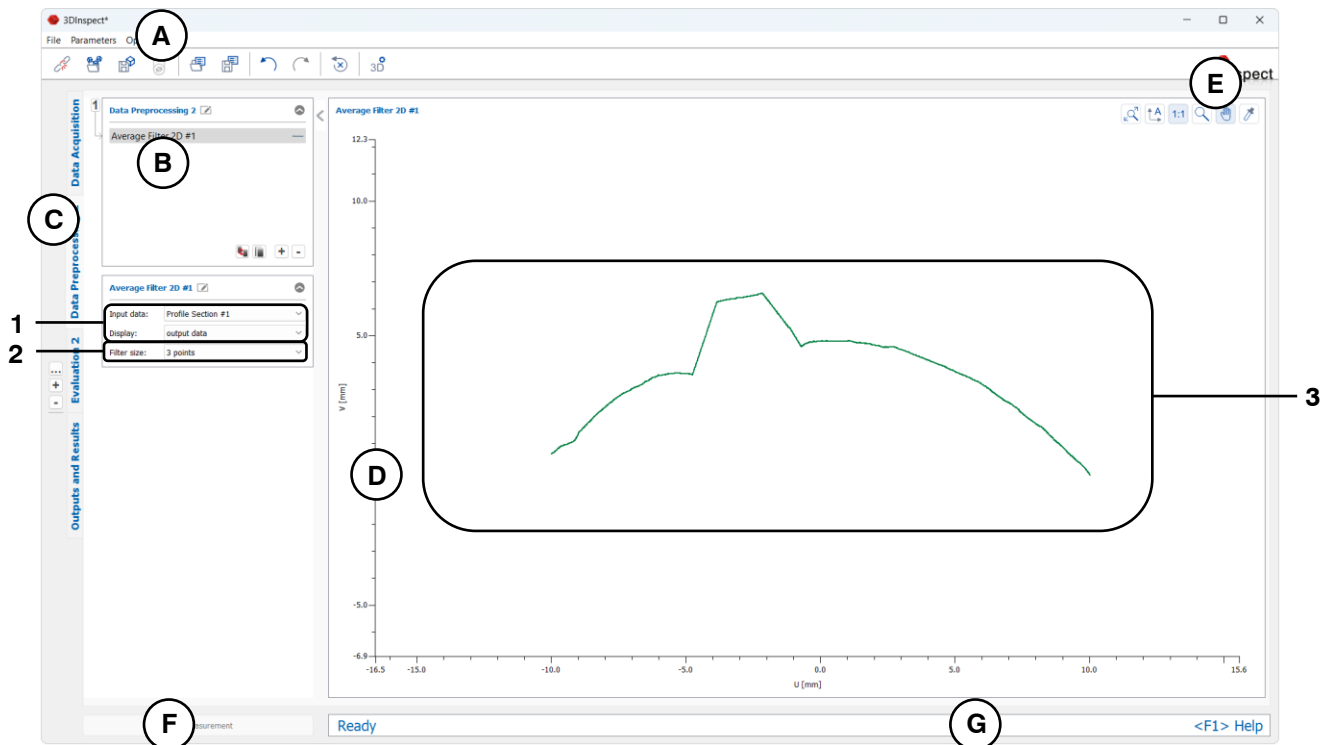 3DInspect*
File Parameters
A
3D
E
spect
Data Acquisition
1 Data Preprocessing 2
Average Filter 2D #1
B
C
Average Filter 2D #1
1:1
Average Filter 2D #1
1
Input data: Profile Section #1
Display: output data
2
Filter size: 3 points
Evaluation 2
...
+
-
Outputs and Results
12.3
10.0
5.0
V [mm]
D
-5.0
-6.9
-16.5 -15.0 -10.0 -5.0 0.0 5.0 10.0 15.6
U [mm]
3
F
Ready
G
<F1> Help